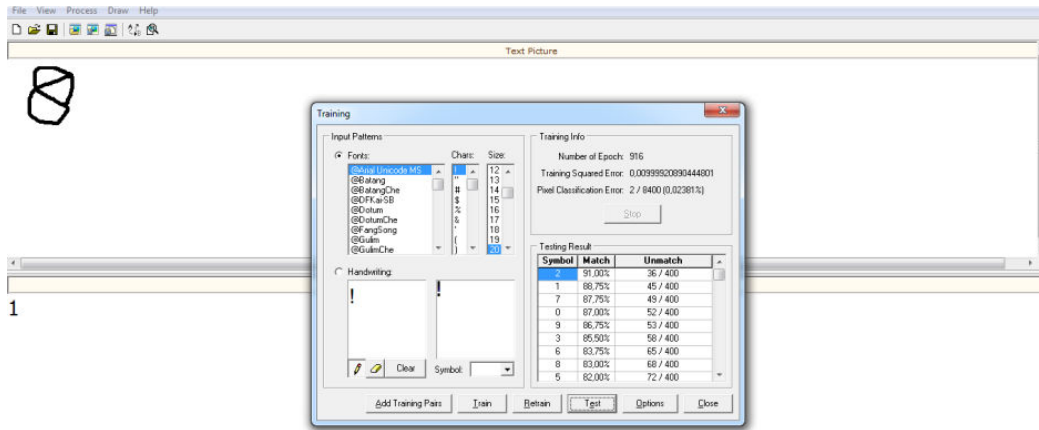 File View Process Draw Help
Text Picture
8
1
Training
Input Patterns
Fonts:
Chars:
Size:
@Arial Unicode MS
@Batang
@BatangChe
@DFKai-SB
@Dotum
@DotumChe
@FangSong
@Gulim
@GulimChe
!
"
#
$
%
&
'
(
)
12
13
14
15
16
17
18
19
20
Handwriting:
!
!
Clear
Symbol:
Training Info
Number of Epoch: 916
Training Squared Error: 0,00999920890444801
Pixel Classification Error: 2 / 8400 (0,02381%)
Stop
Testing Result
Symbol Match Unmatch
2 91,00% 36 / 400
1 88,75% 45 / 400
7 87,75% 49 / 400
0 87,00% 52 / 400
9 86,75% 53 / 400
3 85,50% 58 / 400
6 83,75% 65 / 400
8 83,00% 68 / 400
5 82,00% 72 / 400
Add Training Pairs
Train
Retrain
Test
Options
Close